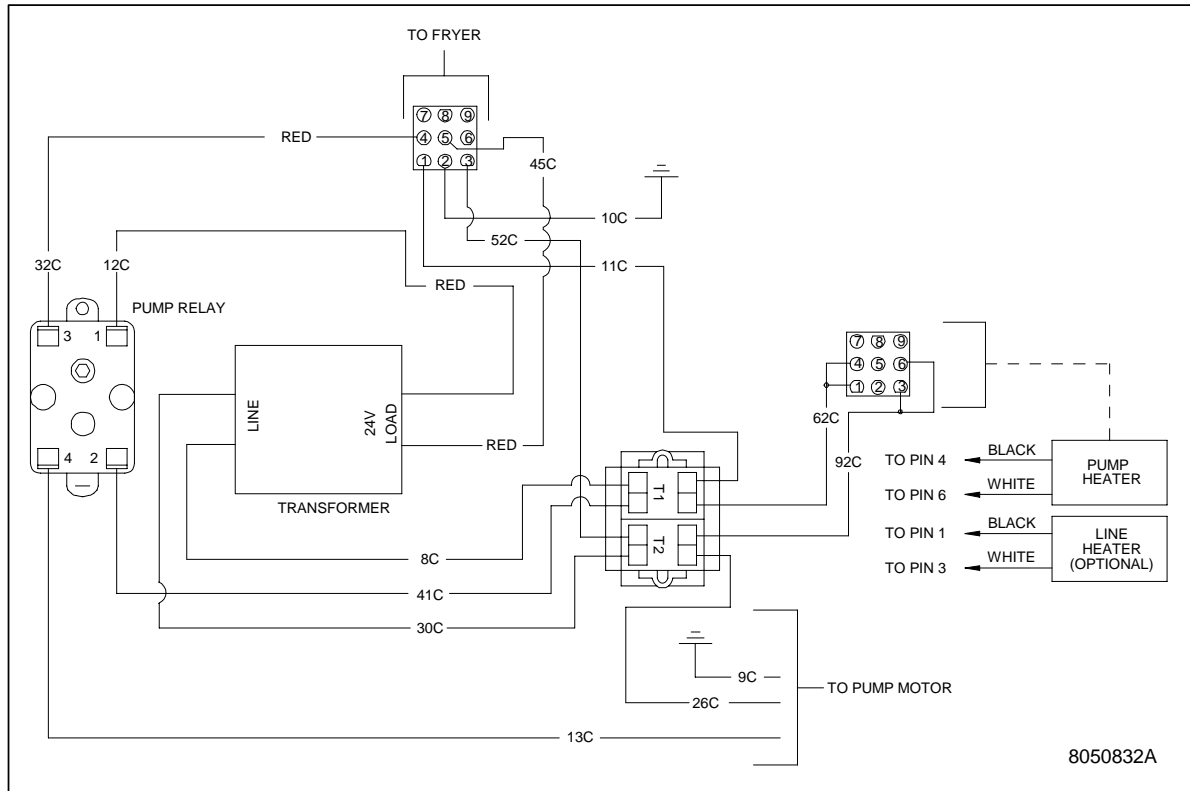 TO FRYER
7 8 9
4 5 6
1 2 3
RED
45C
10C
52C
11C
32C
12C
RED
PUMP RELAY
3 1
4 2
LINE
24V
LOAD
RED
TRANSFORMER
7 8 9
4 5 6
1 2 3
62C
92C
TO PIN 4
BLACK
TO PIN 6
WHITE
PUMP
HEATER
TO PIN 1
BLACK
TO PIN 3
WHITE
LINE
HEATER
(OPTIONAL)
T1
T2
8C
41C
30C
9C
26C
13C
TO PUMP MOTOR
8050832A